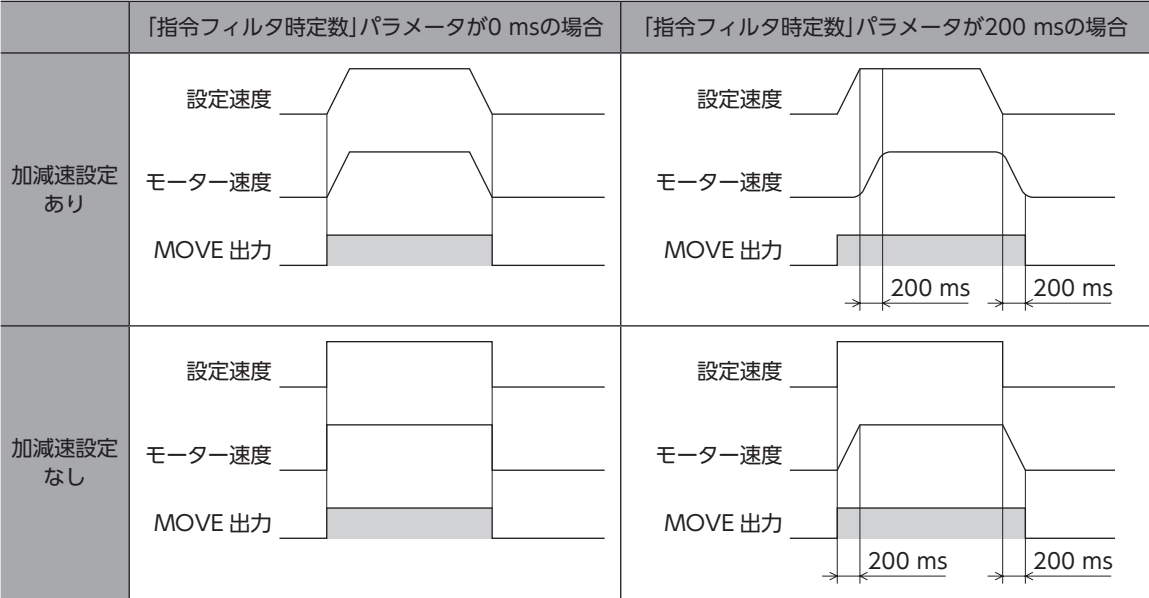 「指令フィルタ時定数」パラメータが0 msの場合
「指令フィルタ時定数」パラメータが200 msの場合
加減速設定
あり
設定速度
モーター速度
MOVE 出力
設定速度
モーター速度
MOVE 出力
200 ms
200 ms
加減速設定
なし
設定速度
モーター速度
MOVE 出力
設定速度
モーター速度
MOVE 出力
200 ms
200 ms